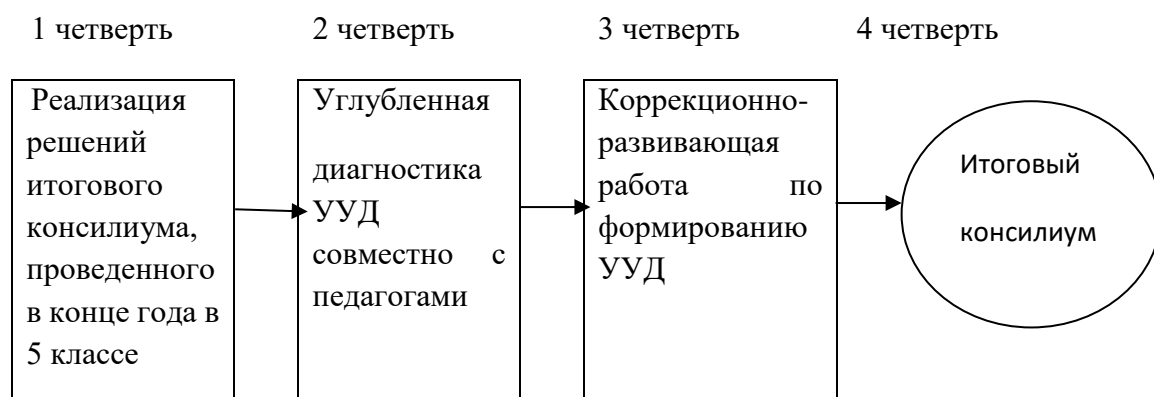 1 четверть
2 четверть
3 четверть
4 четверть
Реализация
решений
итогового
консилиума,
проведенного
в конце года в
5 классе
Углубленная
диагностика
УУД
совместно с
педагогами
Коррекционно-
развивающая
работа по
формированию
УУД
Итоговый
консилиум